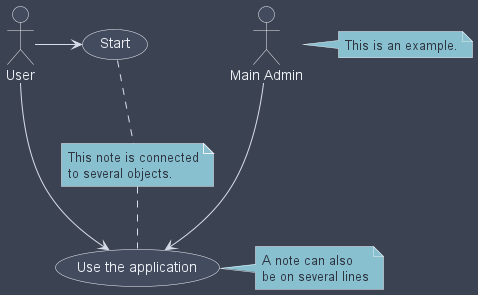 Start
This is an example.
User
Main Admin
This note is connected
to several objects.
Use the application
A note can also
be on several lines